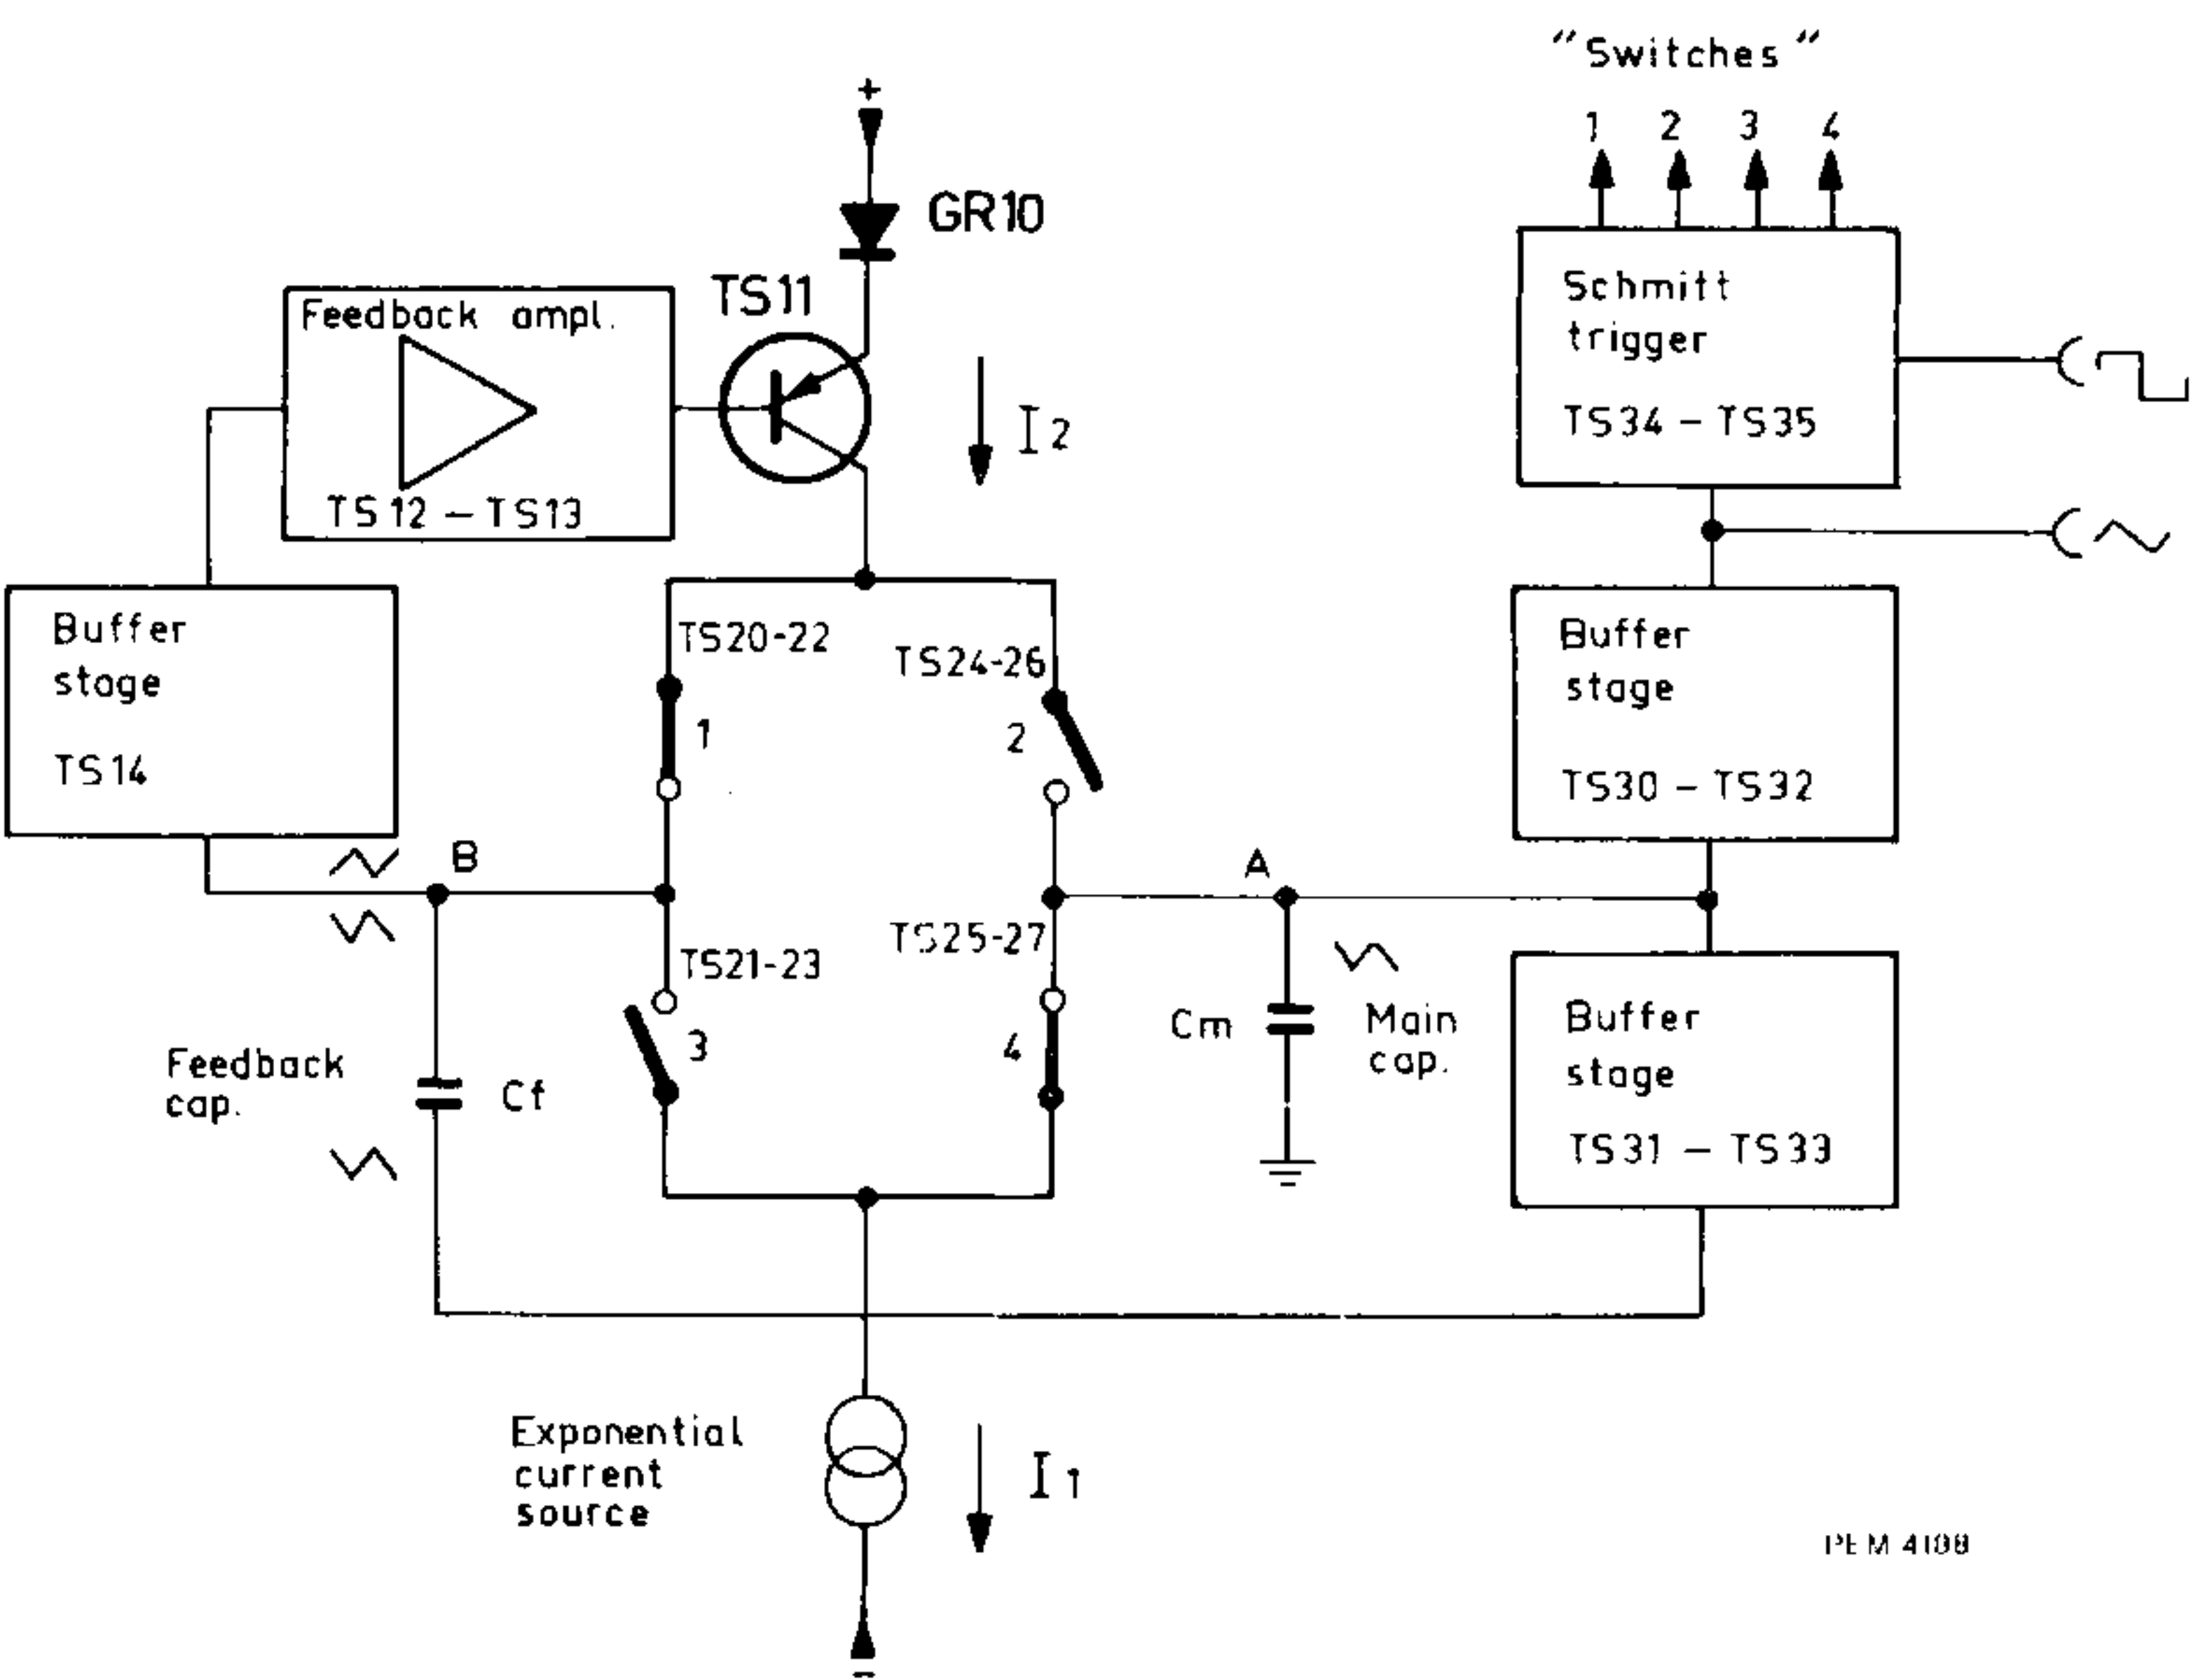 "Switches"
1 2 3 4
+
GR10
TS11
Feedback ampl.
TS12 – TS13
I2
Schmitt
trigger
TS34 – TS35
Buffer
stage
TS14
TS20-22
TS24-26
1
2
Buffer
stage
TS30 – TS32
B
A
TS21-23
TS25-27
3
4
Feedback
cap.
Cf
Cm
Main
cap.
Buffer
stage
TS31 – TS33
Exponential
current
source
I1
PEM 4108
–